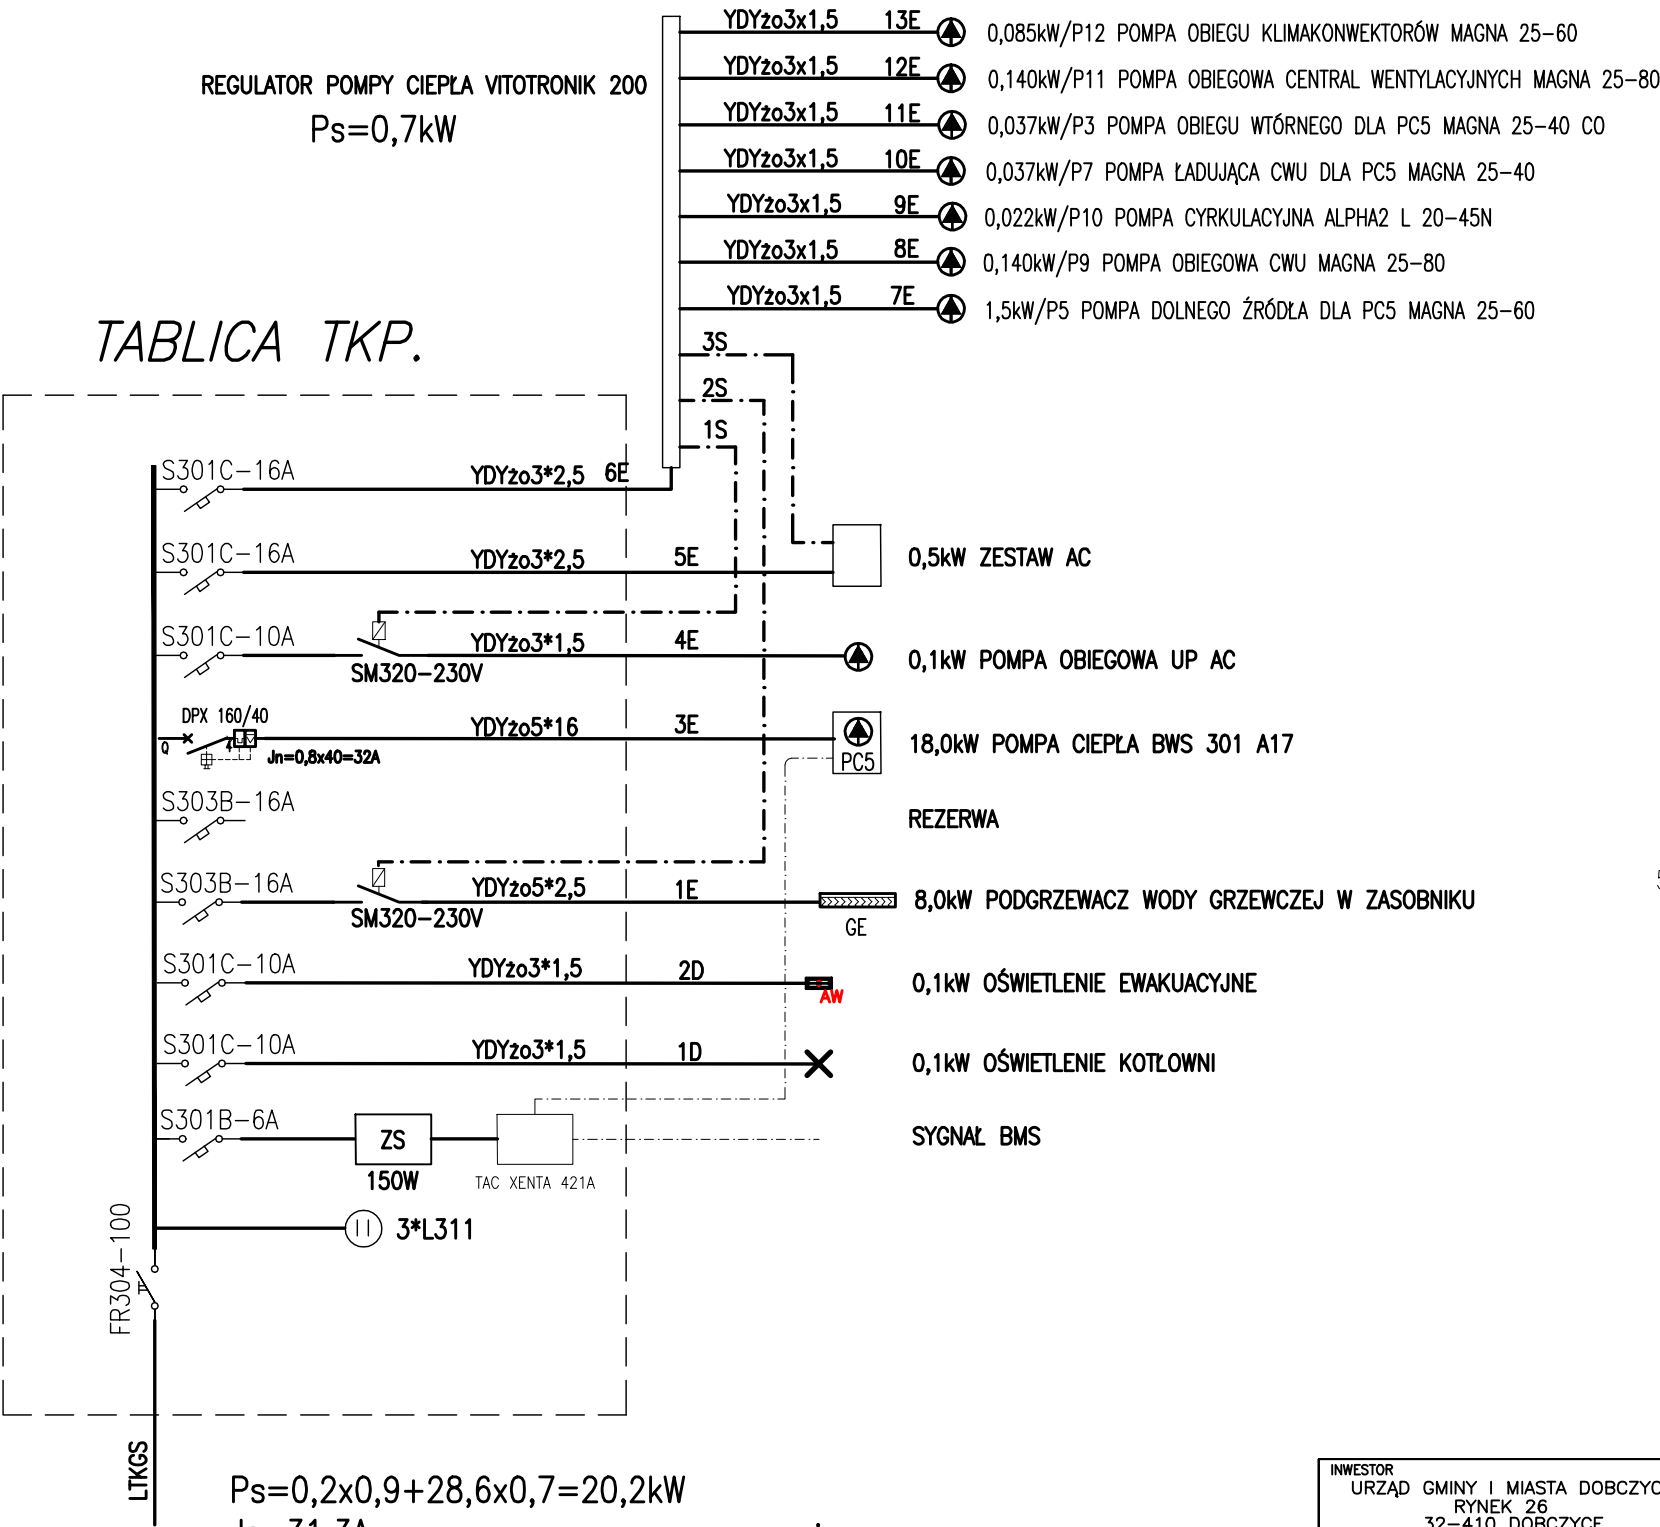 YDYżo3x1,5 13E 0,085kW/P12 POMPA OBIEGU KLIMAKONWEKTORÓW MAGNA 25-60
YDYżo3x1,5 12E 0,140kW/P11 POMPA OBIEGOWA CENTRAL WENTYLACYJNYCH MAGNA 25-80
REGULATOR POMPY CIEPŁA VITOTRONIK 200
Ps=0,7kW
YDYżo3x1,5 11E 0,037kW/P3 POMPA OBIEGU WTÓRNEGO DLA PC5 MAGNA 25-40 CO
YDYżo3x1,5 10E 0,037kW/P7 POMPA ŁADUJĄCA CWU DLA PC5 MAGNA 25-40
YDYżo3x1,5 9E 0,022kW/P10 POMPA CYRKULACYJNA ALPHA2 L 20-45N
YDYżo3x1,5 8E 0,140kW/P9 POMPA OBIEGOWA CWU MAGNA 25-80
YDYżo3x1,5 7E 1,5kW/P5 POMPA DOLNEGO ŹRÓDŁA DLA PC5 MAGNA 25-60
TABLICA TKP.
3S
2S
1S
S301C-16A YDYżo3*2,5 6E
S301C-16A YDYżo3*2,5 5E 0,5kW ZESTAW AC
S301C-10A YDYżo3*1,5 4E 0,1kW POMPA OBIEGOWA UP AC
SM320-230V
DPX 160/40 YDYżo5*16 3E 18,0kW POMPA CIEPŁA BWS 301 A17
Q 4 Jn=0,8x40=32A PC5
S303B-16A REZERWA
S303B-16A YDYżo5*2,5 1E 8,0kW PODGRZEWACZ WODY GRZEWCZEJ W ZASOBNIKU
SM320-230V GE
S301C-10A YDYżo3*1,5 2D 0,1kW OŚWIETLENIE EWAKUACYJNE
AW
S301C-10A YDYżo3*1,5 1D 0,1kW OŚWIETLENIE KOTŁOWNI
S301B-6A ZS SYGNAŁ BMS
150W TAC XENTA 421A
3*L311
FR304-100
LTKGS
Ps=0,2x0,9+28,6x0,7=20,2kW
INWESTOR
URZĄD GMINY I MIASTA DOBCZYC
RYNEK 26
32-410 DOBCZYCE